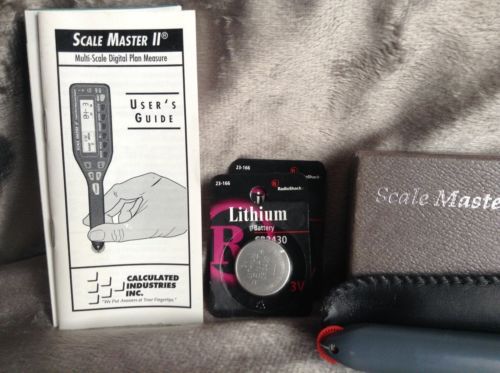 SCALE MASTER II®
Multi-Scale Digital Plan Measure
USER'S
GUIDE
CALCULATED
INDUSTRIES
INC.
"We Put Answers at Your Fingertips."
23-166
RadioShack
23-166
Lithium
Battery
CR2430
3V
Scale Master